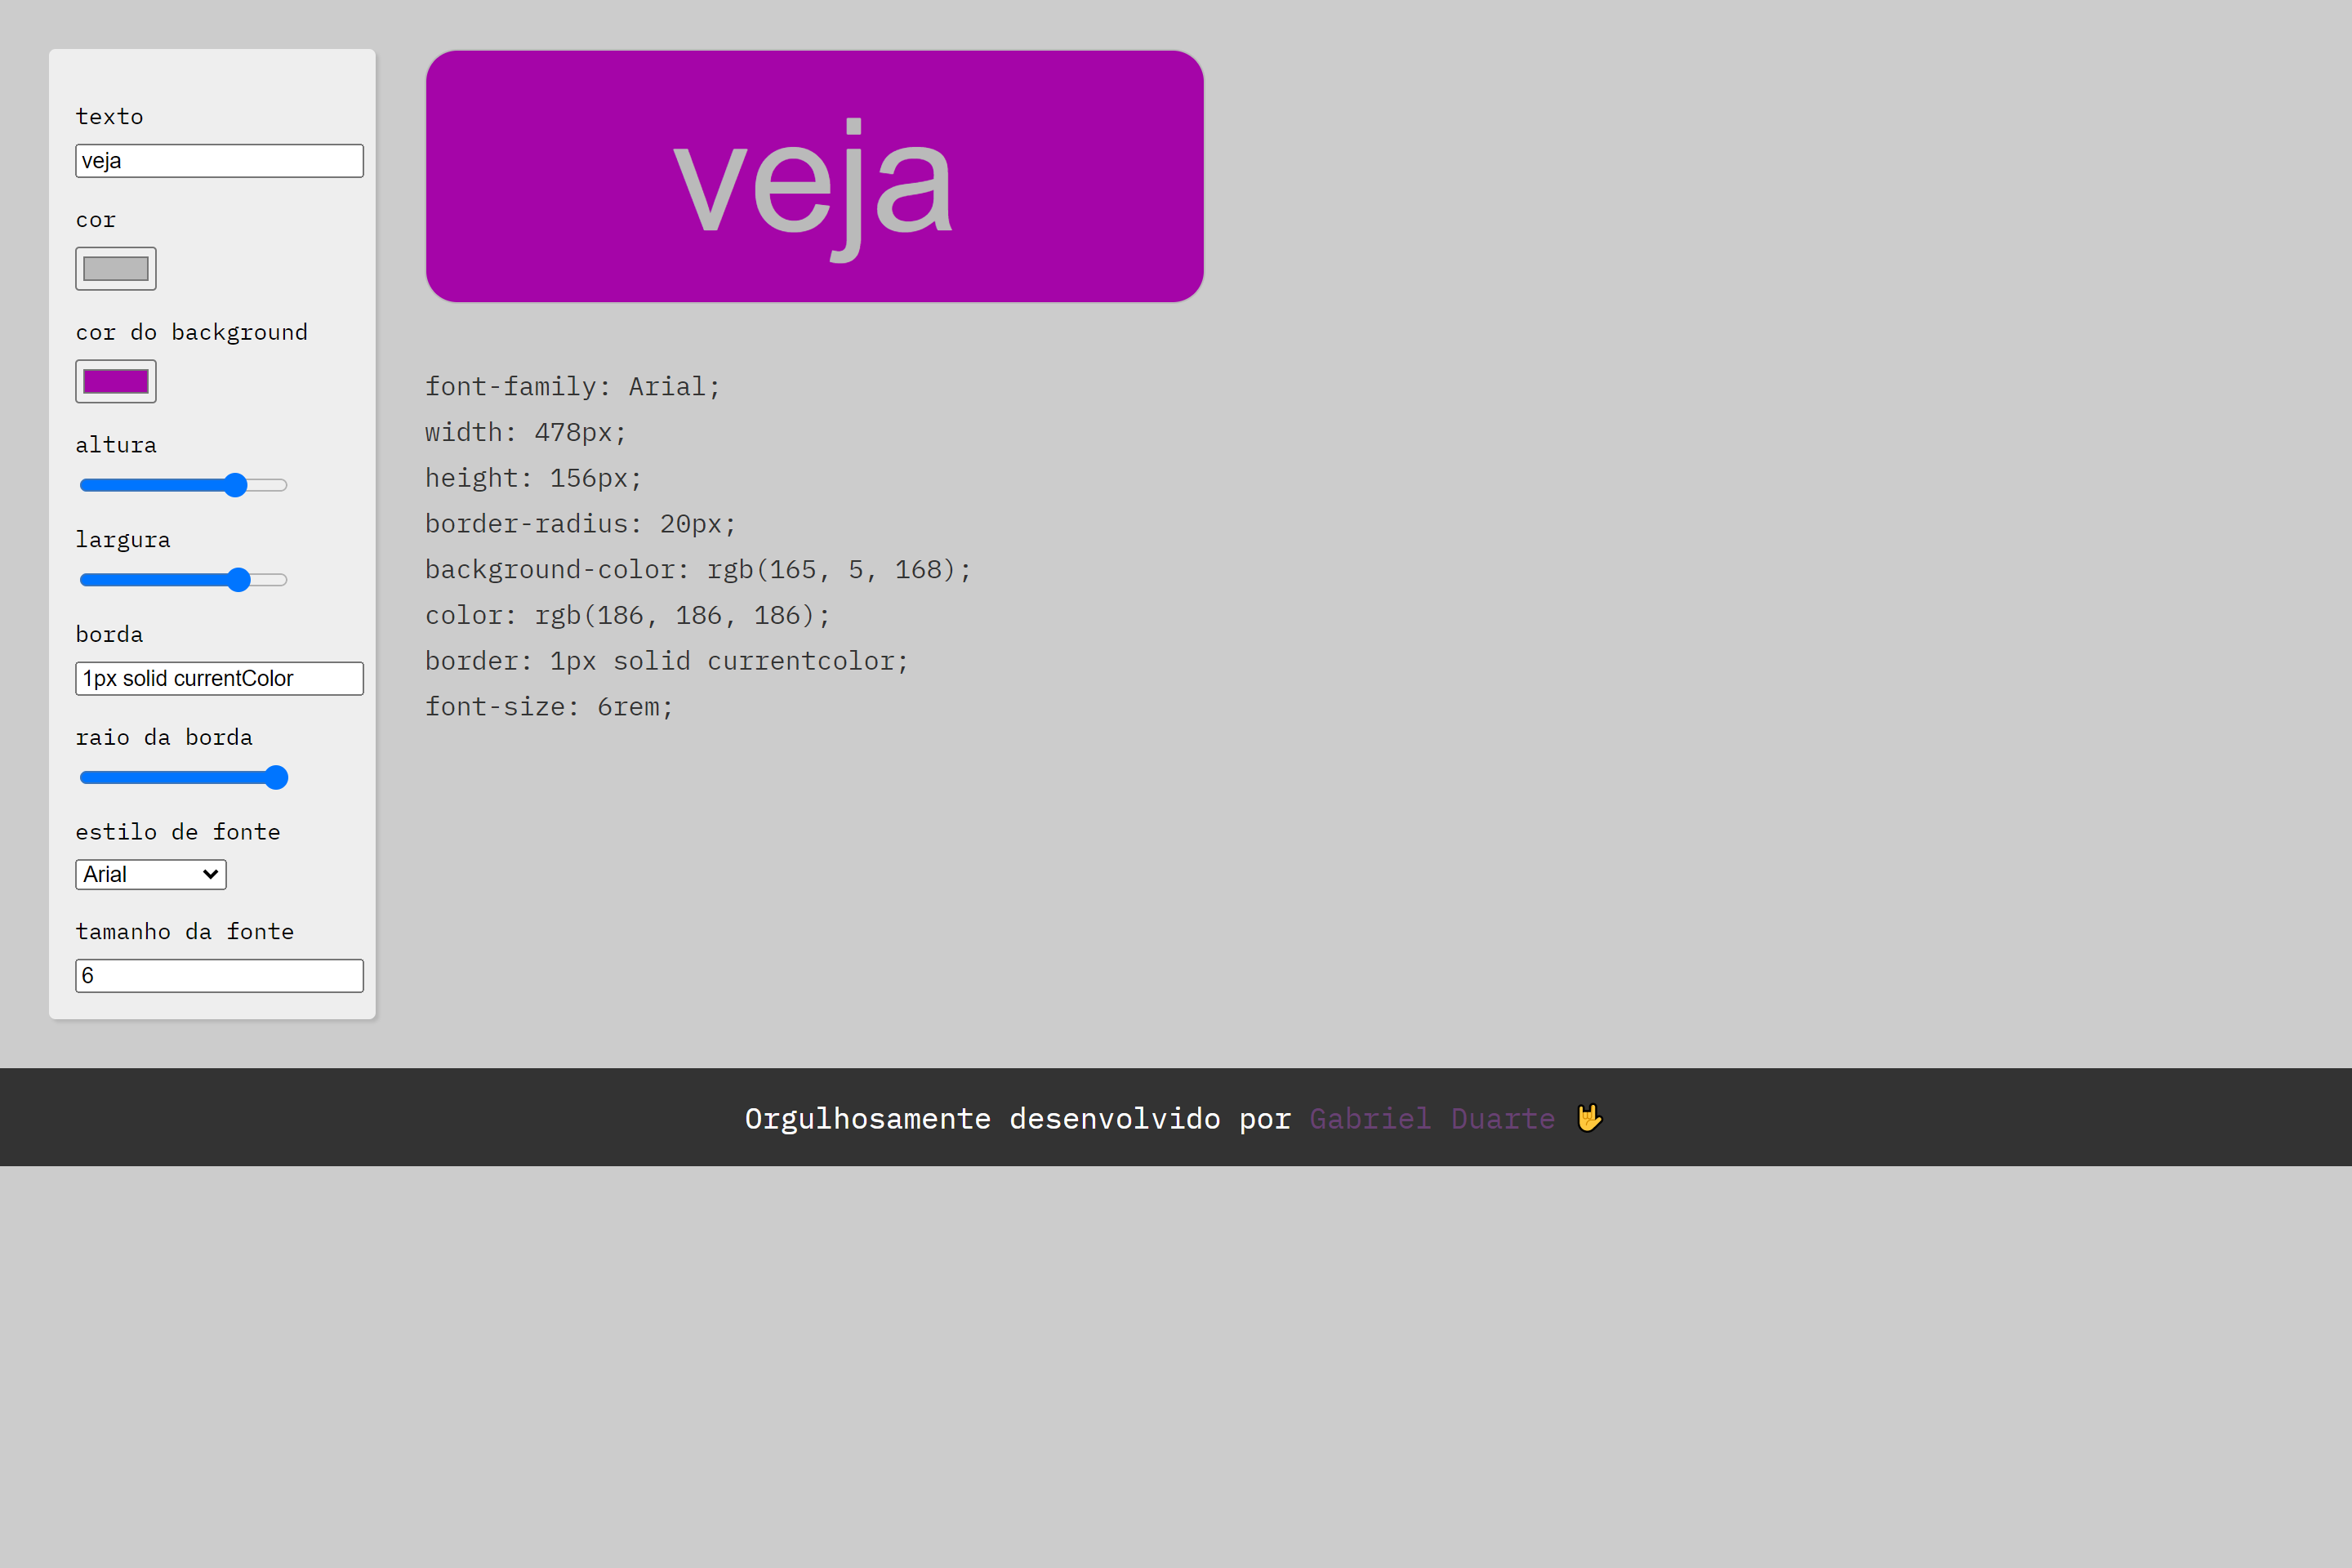 texto
veja
cor
cor do background
altura
largura
borda
1px solid currentColor
raio da borda
estilo de fonte
Arial
tamanho da fonte
6
veja
font-family: Arial;
width: 478px;
height: 156px;
border-radius: 20px;
background-color: rgb(165, 5, 168);
color: rgb(186, 186, 186);
border: 1px solid currentcolor;
font-size: 6rem;
Orgulhosamente desenvolvido por Gabriel Duarte 🤘